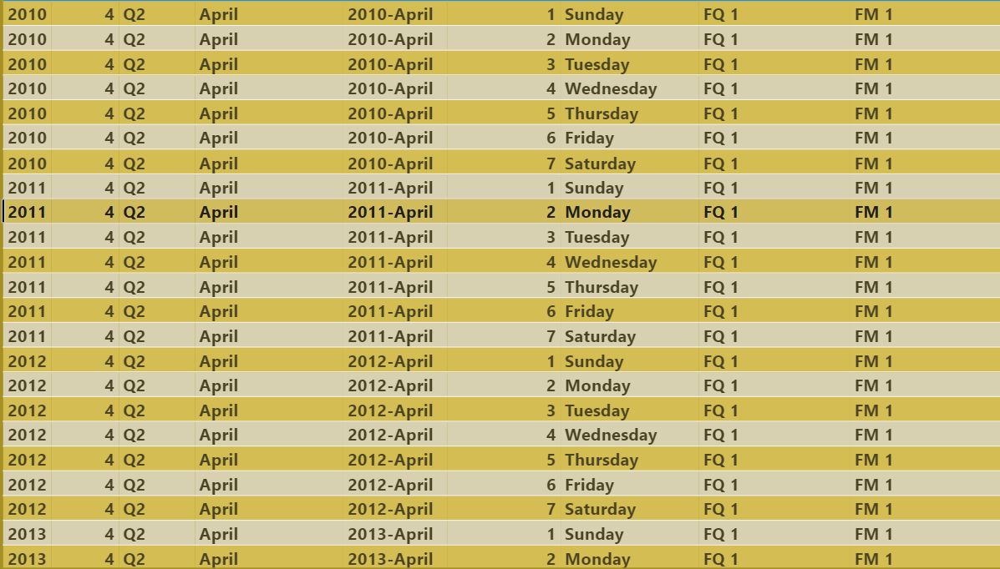 2010 4 Q2 April 2010-April 1 Sunday FQ 1 FM 1
2010 4 Q2 April 2010-April 2 Monday FQ 1 FM 1
2010 4 Q2 April 2010-April 3 Tuesday FQ 1 FM 1
2010 4 Q2 April 2010-April 4 Wednesday FQ 1 FM 1
2010 4 Q2 April 2010-April 5 Thursday FQ 1 FM 1
2010 4 Q2 April 2010-April 6 Friday FQ 1 FM 1
2010 4 Q2 April 2010-April 7 Saturday FQ 1 FM 1
2011 4 Q2 April 2011-April 1 Sunday FQ 1 FM 1
2011 4 Q2 April 2011-April 2 Monday FQ 1 FM 1
2011 4 Q2 April 2011-April 3 Tuesday FQ 1 FM 1
2011 4 Q2 April 2011-April 4 Wednesday FQ 1 FM 1
2011 4 Q2 April 2011-April 5 Thursday FQ 1 FM 1
2011 4 Q2 April 2011-April 6 Friday FQ 1 FM 1
2011 4 Q2 April 2011-April 7 Saturday FQ 1 FM 1
2012 4 Q2 April 2012-April 1 Sunday FQ 1 FM 1
2012 4 Q2 April 2012-April 2 Monday FQ 1 FM 1
2012 4 Q2 April 2012-April 3 Tuesday FQ 1 FM 1
2012 4 Q2 April 2012-April 4 Wednesday FQ 1 FM 1
2012 4 Q2 April 2012-April 5 Thursday FQ 1 FM 1
2012 4 Q2 April 2012-April 6 Friday FQ 1 FM 1
2012 4 Q2 April 2012-April 7 Saturday FQ 1 FM 1
2013 4 Q2 April 2013-April 1 Sunday FQ 1 FM 1
2013 4 Q2 April 2013-April 2 Monday FQ 1 FM 1